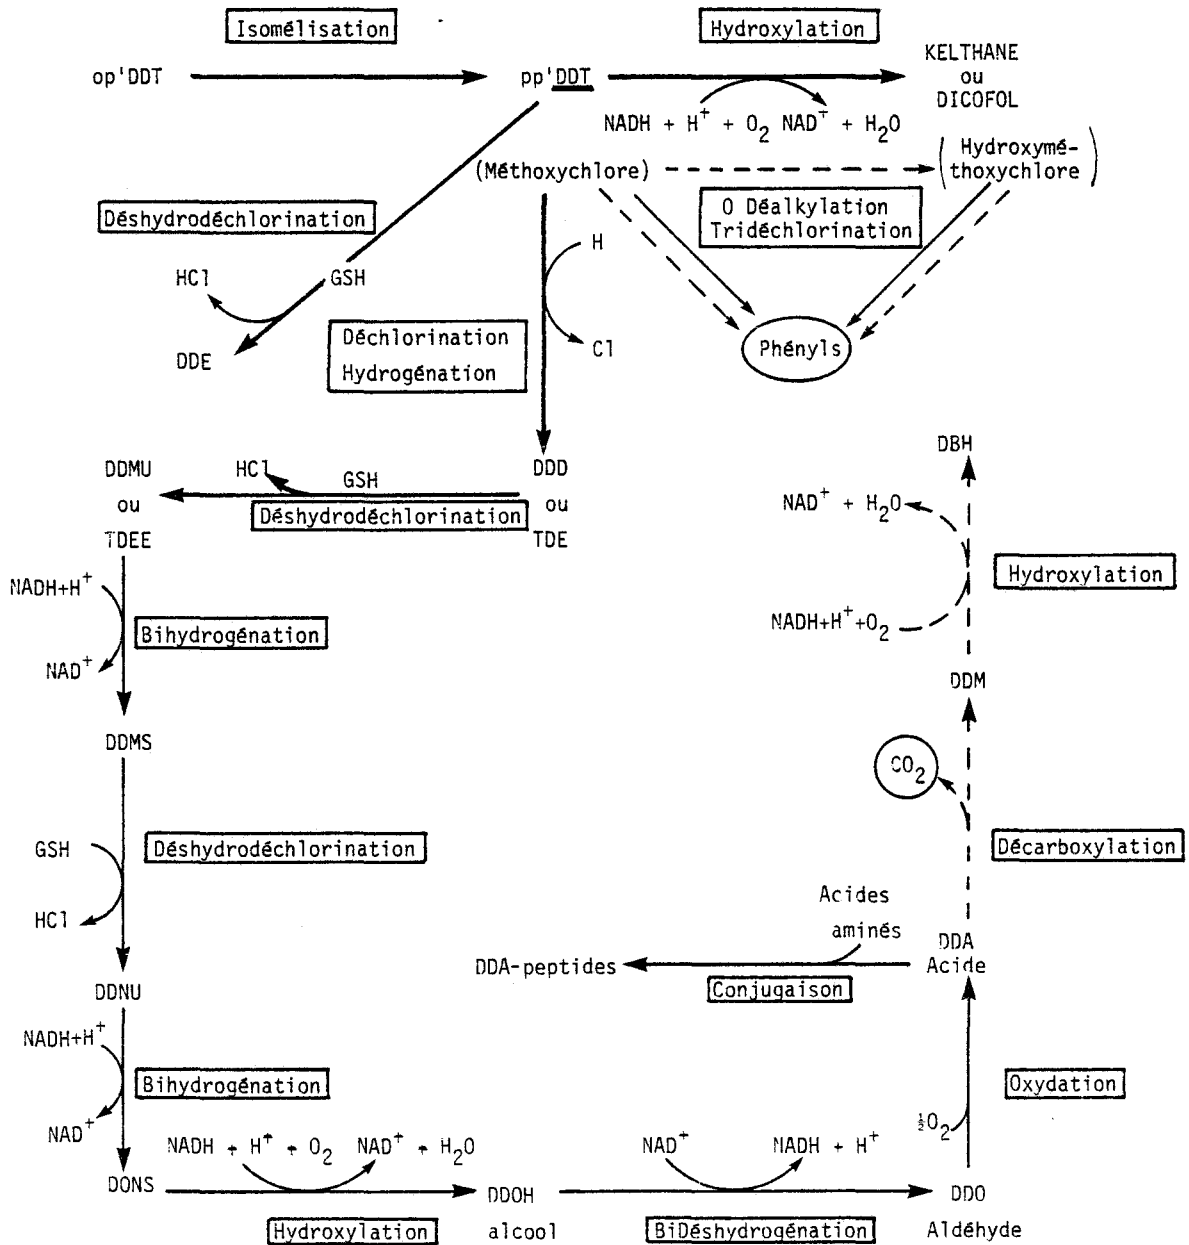 Isomélisation
Hydroxylation
op'DDT
pp'DDT
KELTHANE
ou
DICOFOL
NADH + H+ + O2 NAD+ + H2O
(Méthoxychlore)
(Hydroxymé-
thoxychlore)
O Déalkylation
Tridéchlorination
Déshydrodéchlorination
H
HCl
GSH
Déchlorination
Hydrogénation
Cl
Phényls
DDE
DBH
DDMU
ou
TDEE
HCl
GSH
Déshydrodéchlorination
DDD
ou
TDE
NAD+ + H2O
Hydroxylation
NADH+H+
Bihydrogénation
NAD+
NADH+H++O2
DDM
DDMS
CO2
GSH
Déshydrodéchlorination
HCl
Décarboxylation
Acides
aminés
DDA
Acide
DDA-peptides
Conjugaison
DDNU
NADH+H+
Bihydrogénation
NAD+
Oxydation
½O2
NADH + H+ + O2 NAD+ + H2O
NAD+
NADH + H+
DONS
DDOH
alcool
DDO
Aldéhyde
Hydroxylation
BiDéshydrogénation